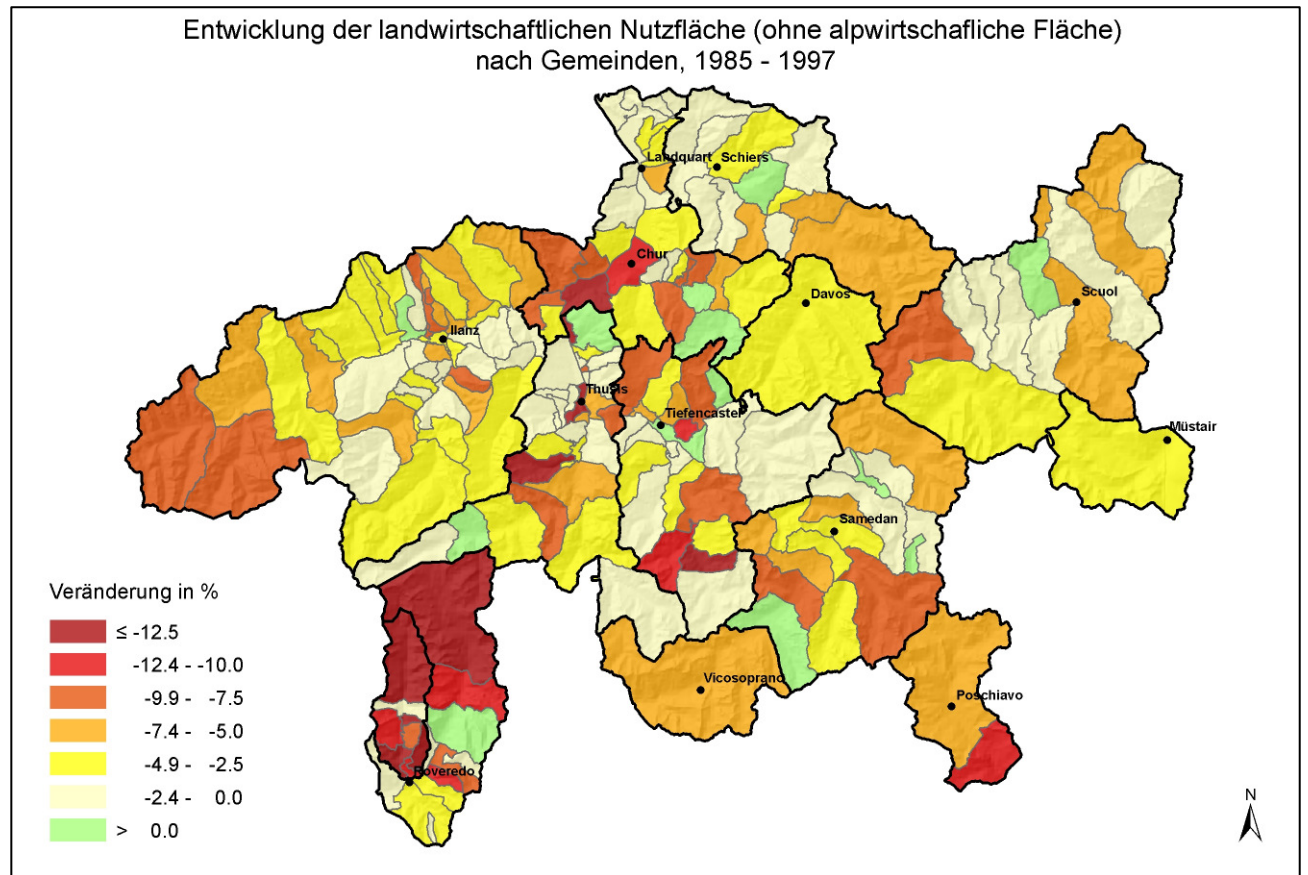 Entwicklung der landwirtschaftlichen Nutzfläche (ohne alpwirtschafliche Fläche)
nach Gemeinden, 1985 - 1997
Landquart
Schiers
Chur
Davos
Scuol
Ilanz
Thusis
Tiefencastel
Müstair
Samedan
Vicosoprano
Poschiavo
Roveredo
Veränderung in %
≤ -12.5
-12.4 - -10.0
-9.9 - -7.5
-7.4 - -5.0
-4.9 - -2.5
-2.4 - 0.0
> 0.0
N